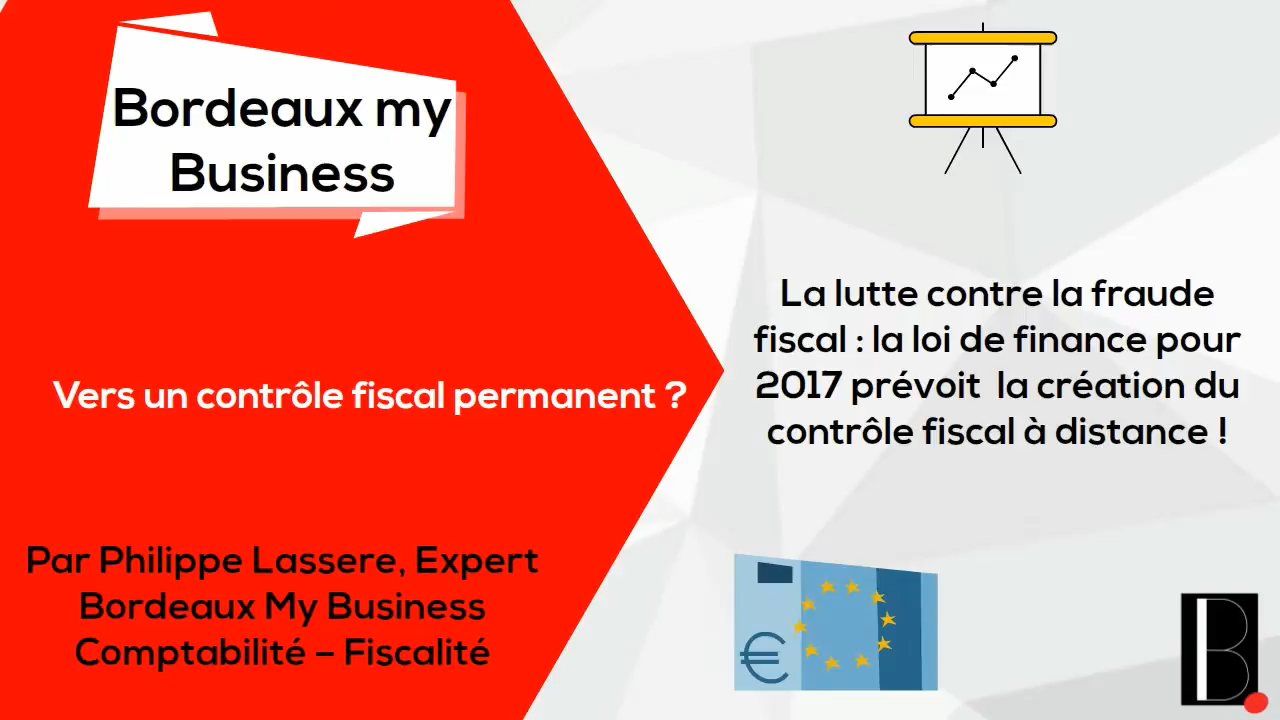 Bordeaux my
Business
Vers un contrôle fiscal permanent ?
Par Philippe Lassere, Expert
Bordeaux My Business
Comptabilité – Fiscalité
La lutte contre la fraude
fiscal : la loi de finance pour
2017 prévoit  la création du
contrôle fiscal à distance !
€
B